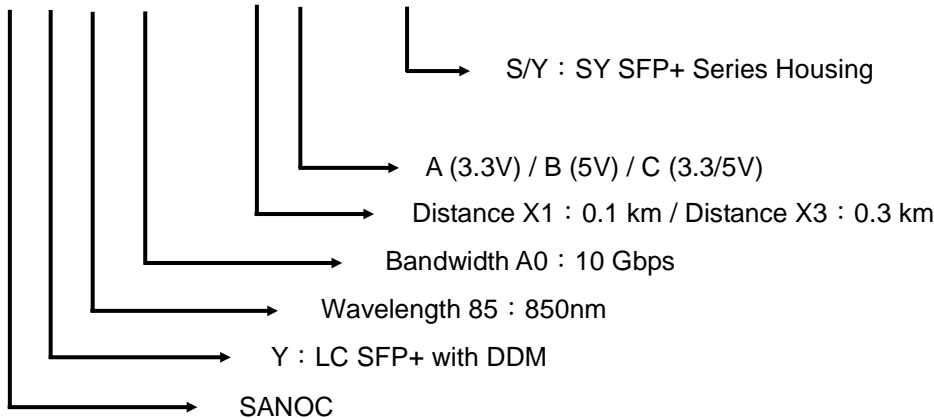 S/Y：SY SFP+ Series Housing
A (3.3V) / B (5V) / C (3.3/5V)
Distance X1：0.1 km / Distance X3：0.3 km
Bandwidth A0：10 Gbps
Wavelength 85：850nm
Y：LC SFP+ with DDM
SANOC